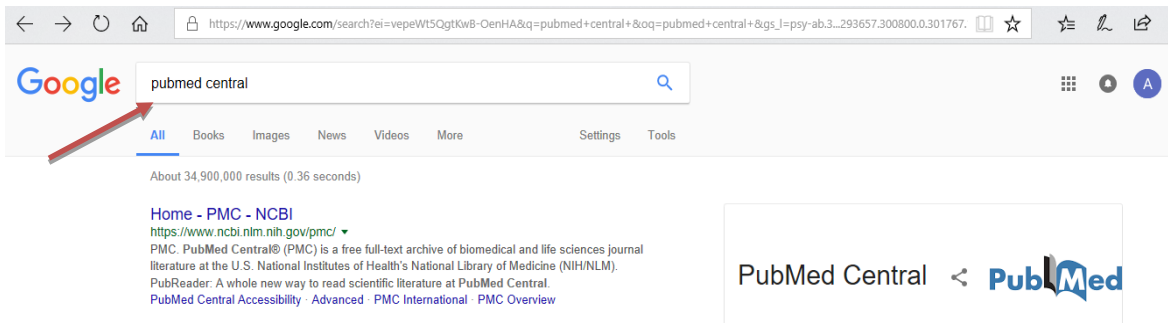 https://www.google.com/search?ei=vepeWt5QgtKwB-OenHA&q=pubmed+central+&oq=pubmed+central+&gs_l=psy-ab.3...293657.300800.0.301767.
Google
pubmed central
A
All Books Images News Videos More Settings Tools
About 34,900,000 results (0.36 seconds)
Home - PMC - NCBI
https://www.ncbi.nlm.nih.gov/pmc/
PMC. PubMed Central® (PMC) is a free full-text archive of biomedical and life sciences journal
literature at the U.S. National Institutes of Health's National Library of Medicine (NIH/NLM).
PubReader: A whole new way to read scientific literature at PubMed Central.
PubMed Central Accessibility · Advanced · PMC International · PMC Overview
PubMed Central
PubMed